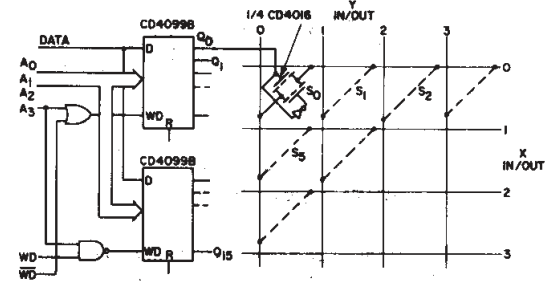 1/4 CD4016
Y
IN/OUT
CD4099B
Q0
0 1 2 3
DATA
D
Q1
A0
A1
A2
A3
WD
R
S0
S1
S2
0
CD4099B
D
S5
1
X
IN/OUT
2
WD
WD
R
Q15
3
WD